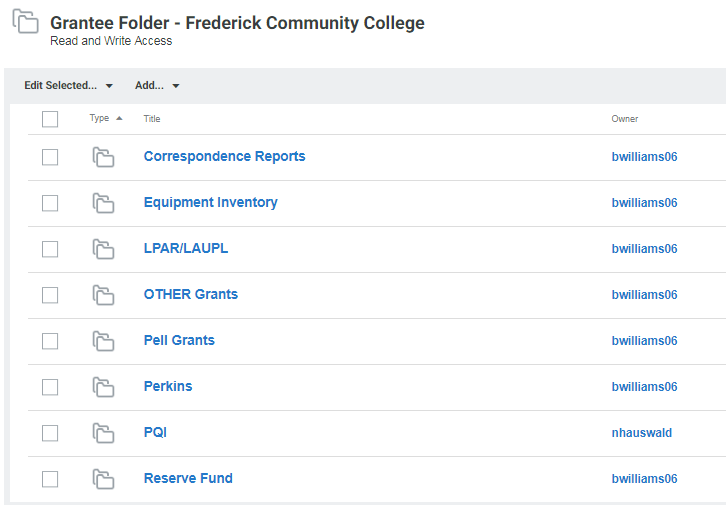 Grantee Folder - Frederick Community College
Read and Write Access
Edit Selected... Add...
Type Title Owner
Correspondence Reports bwilliams06
Equipment Inventory bwilliams06
LPAR/LAUPL bwilliams06
OTHER Grants bwilliams06
Pell Grants bwilliams06
Perkins bwilliams06
PQI nhauswald
Reserve Fund bwilliams06